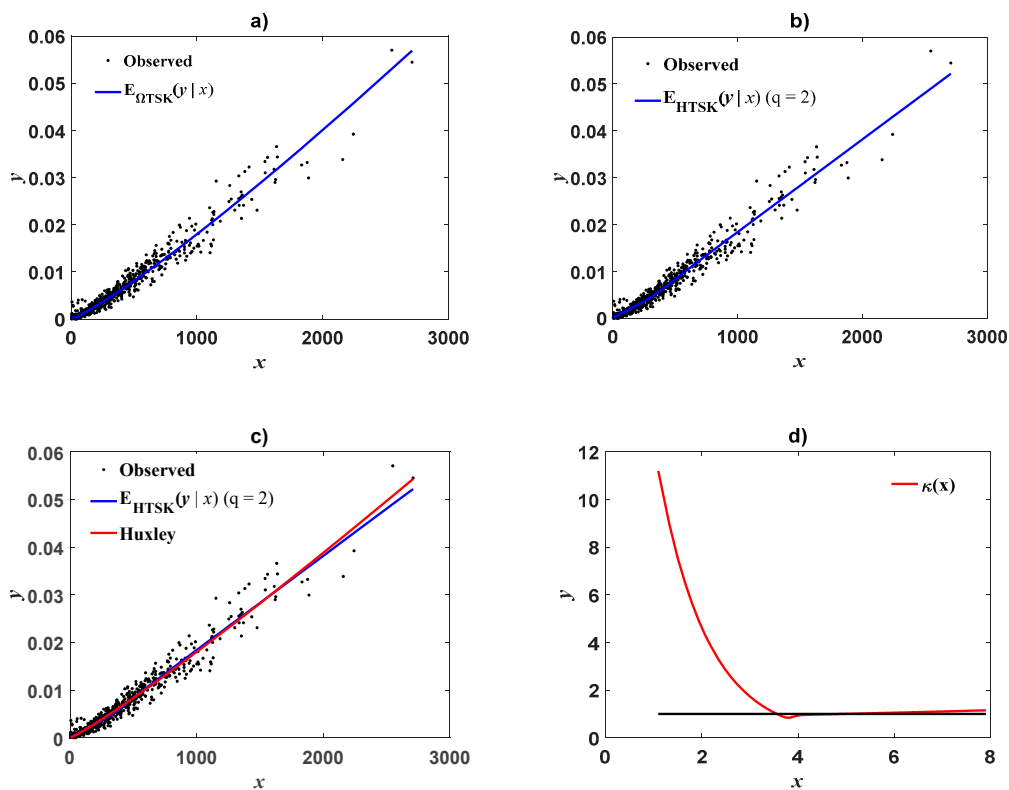 a)
0.06
0.05
0.04
0.03
0.02
0.01
0
y
Observed
E_ΩTSK(y | x)
0 1000 2000 3000
x
b)
0.06
0.05
0.04
0.03
0.02
0.01
0
y
Observed
E_HTSK(y | x) (q = 2)
0 1000 2000 3000
x
c)
0.06
0.05
0.04
0.03
0.02
0.01
0
y
Observed
E_HTSK(y | x) (q = 2)
Huxley
0 1000 2000 3000
x
d)
12
10
8
6
4
2
0
y
κ(x)
0 2 4 6 8
x